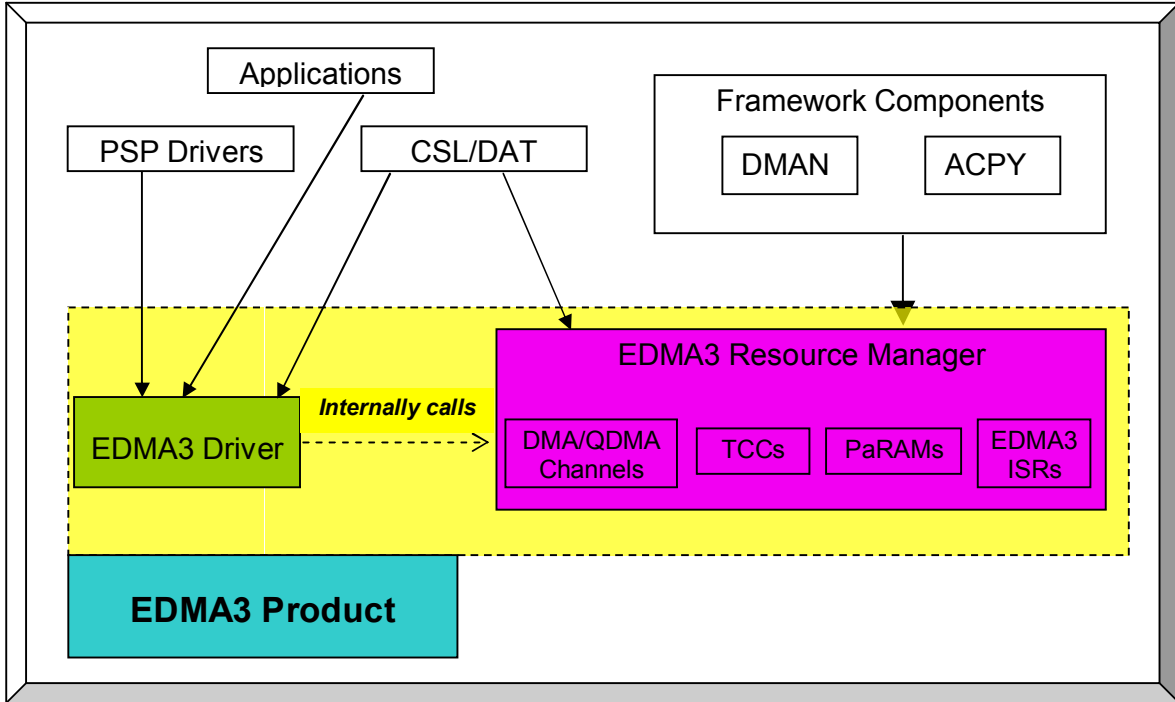 Applications
Framework Components
PSP Drivers
CSL/DAT
DMAN
ACPY
EDMA3 Resource Manager
Internally calls
EDMA3 Driver
DMA/QDMA
Channels
TCCs
PaRAMs
EDMA3
ISRs
EDMA3 Product